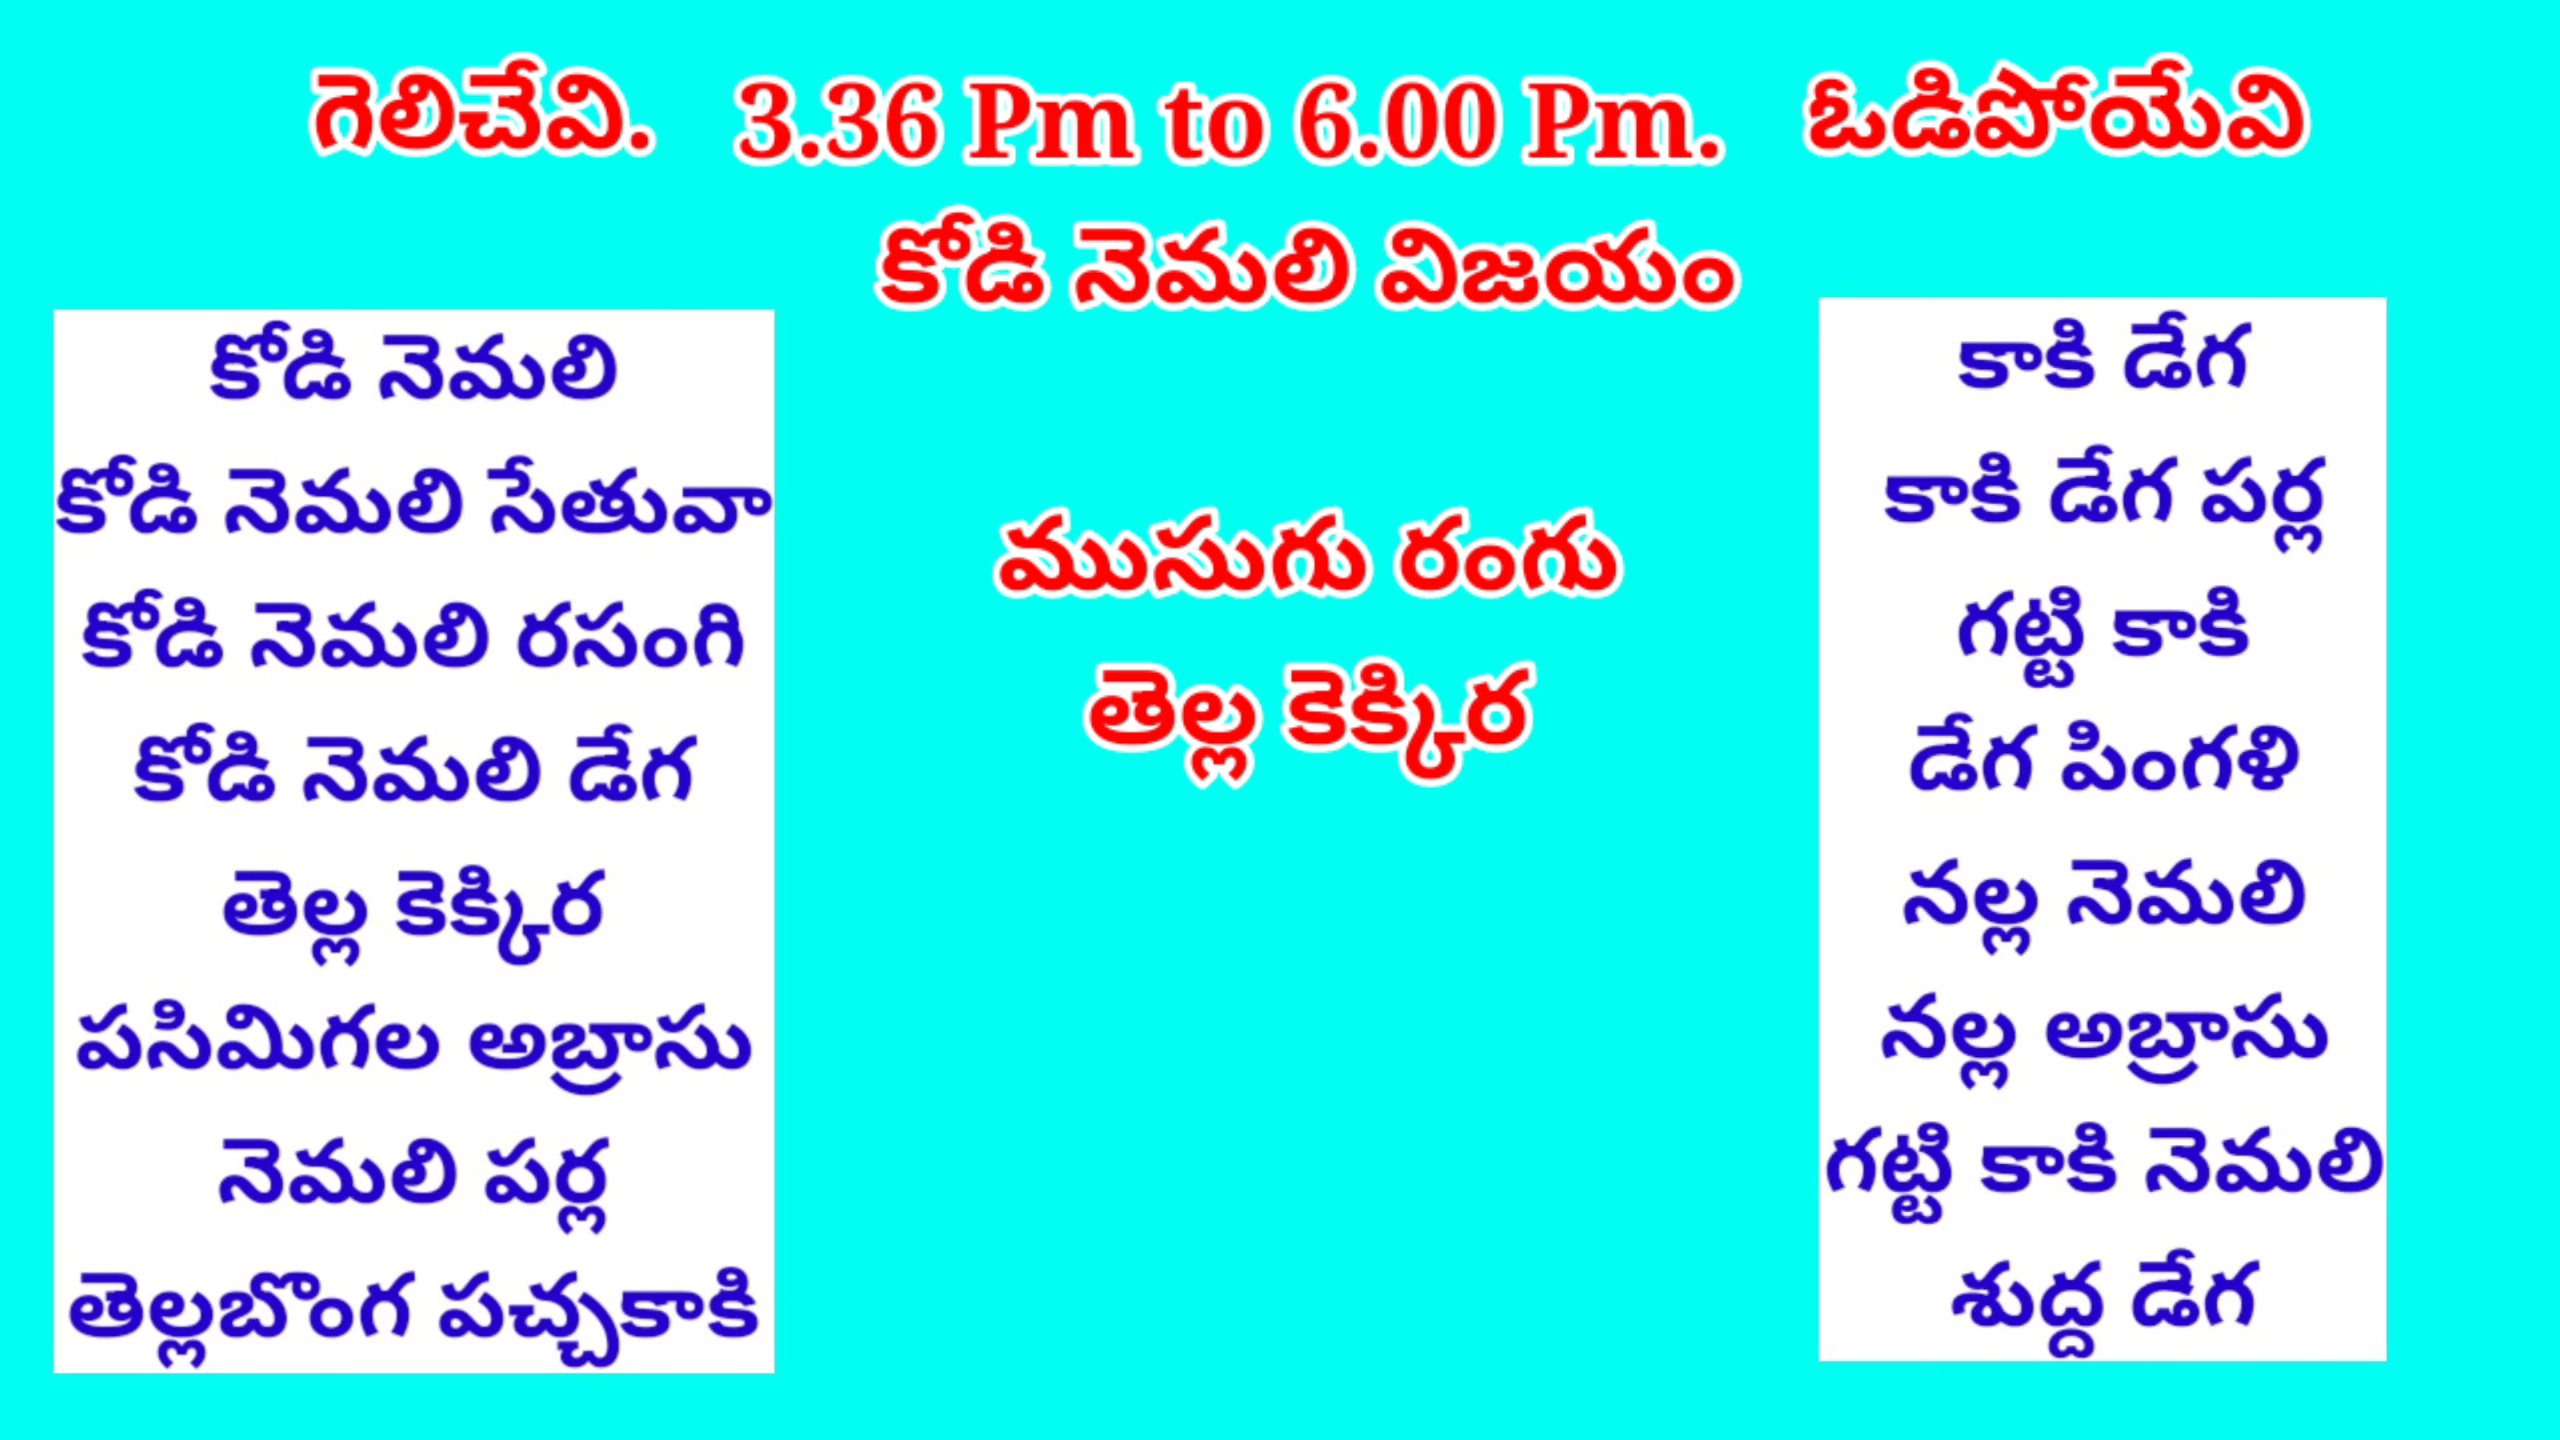 గెలిచేవి. 3.36 Pm to 6.00 Pm. ఓడిపోయేవి
కోడి నెమలి విజయం
కోడి నెమలి
కోడి నెమలి సేతువా
కోడి నెమలి రసంగి
కోడి నెమలి డేగ
తెల్ల కెక్కిర
పసిమిగల అబ్రాసు
నెమలి పర్ల
తెల్లబొంగ పచ్చకాకి
ముసుగు రంగు
తెల్ల కెక్కిర
కాకి డేగ
కాకి డేగ పర్ల
గట్టి కాకి
డేగ పింగళి
నల్ల నెమలి
నల్ల అబ్రాసు
గట్టి కాకి నెమలి
శుద్ద డేగ